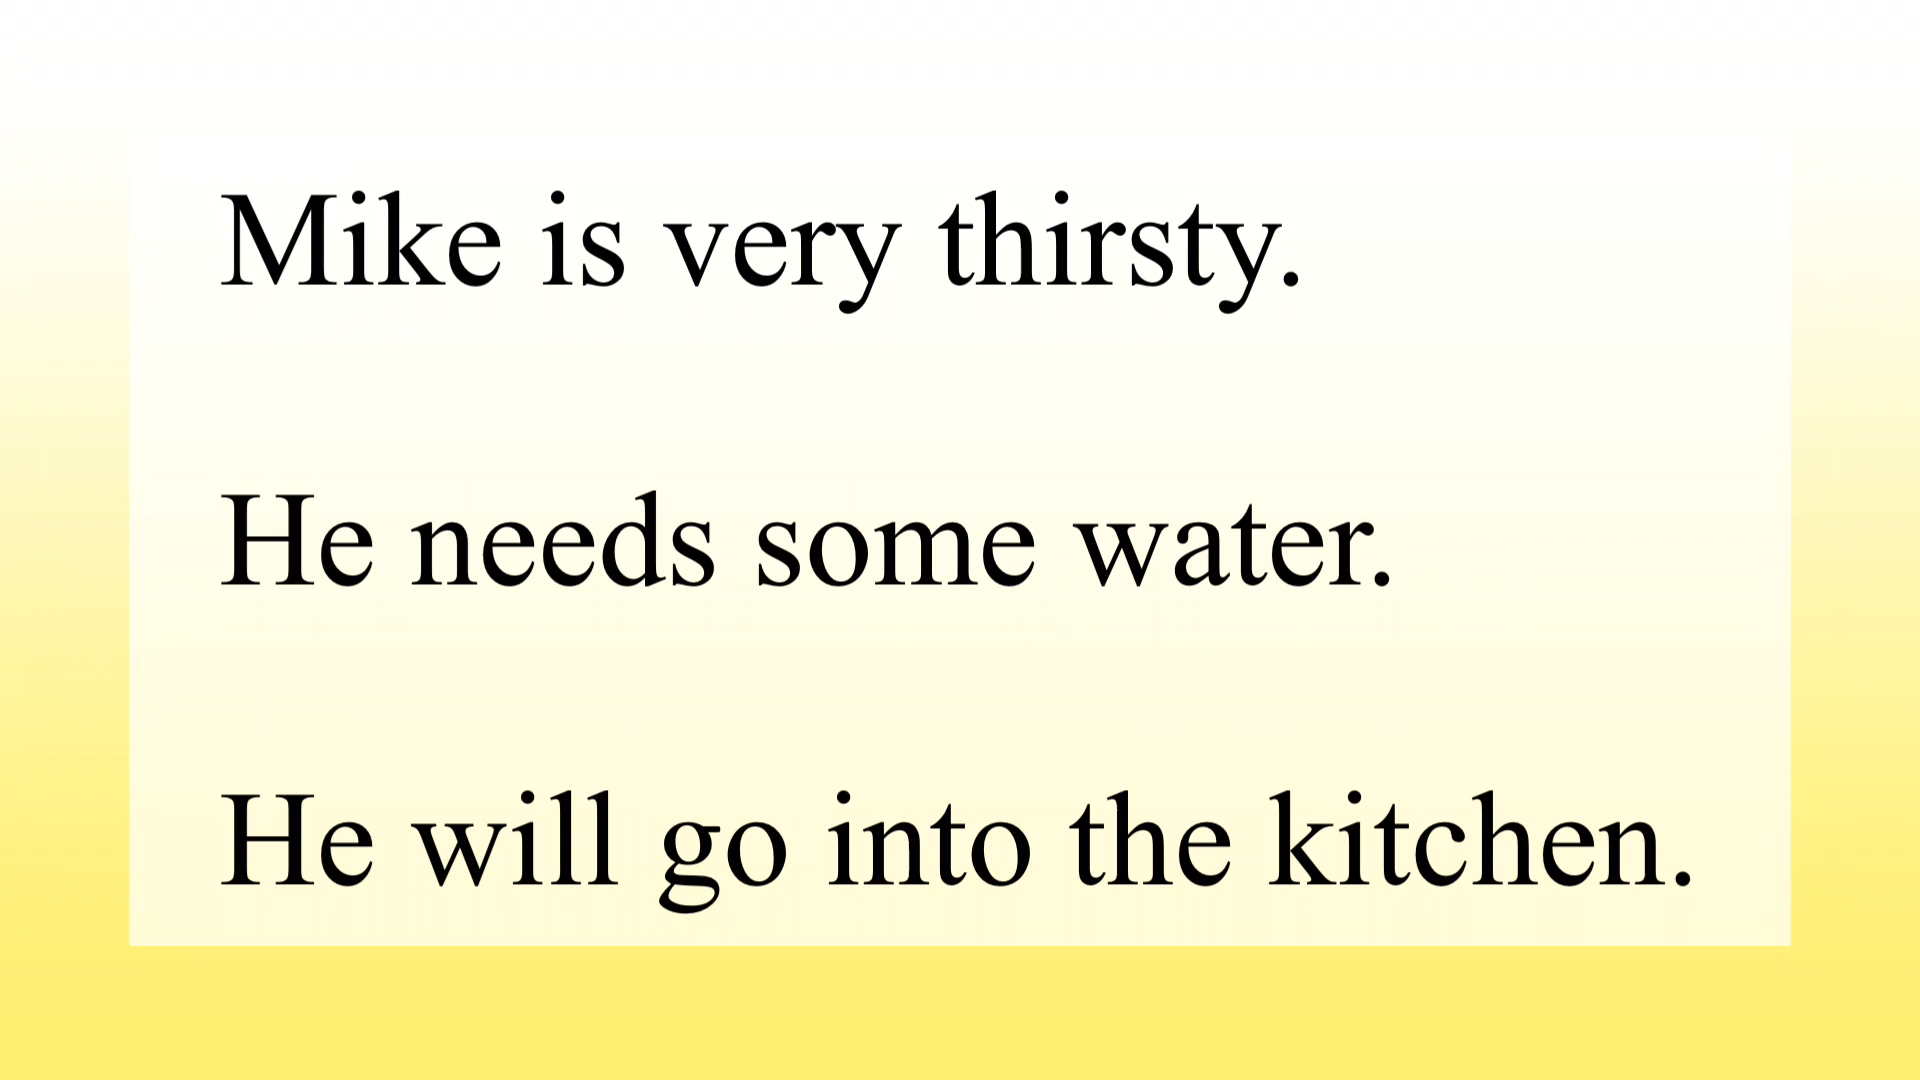 Mike is very thirsty.
He needs some water.
He will go into the kitchen.